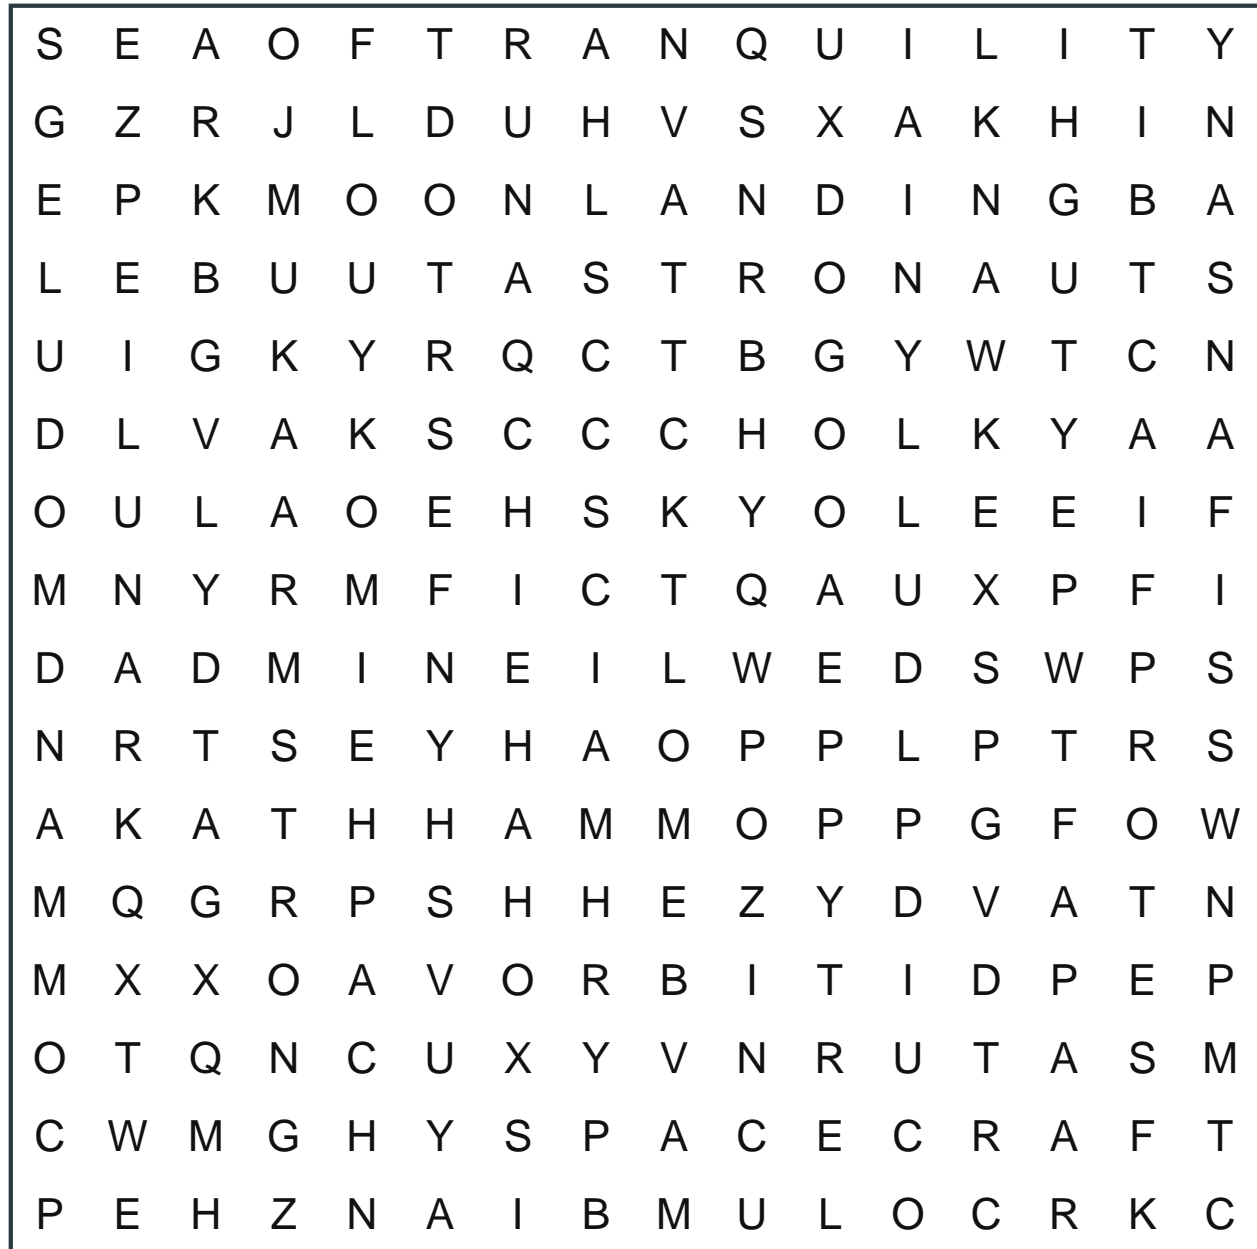 S E A O F T R A N Q U I L I T Y
G Z R J L D U H V S X A K H I N
E P K M O O N L A N D I N G B A
L E B U U T A S T R O N A U T S
U I G K Y R Q C T B G Y W T C N
D L V A K S C C C H O L K Y A A
O U L A O E H S K Y O L E E I F
M N Y R M F I C T Q A U X P F I
D A D M I N E I L W E D S W P S
N R T S E Y H A O P P L P T R S
A K A T H H A M M O P P G F O W
M Q G R P S H H E Z Y D V A T N
M X X O A V O R B I T I D P E P
O T Q N C U X Y V N R U T A S M
C W M G H Y S P A C E C R A F T
P E H Z N A I B M U L O C R K C